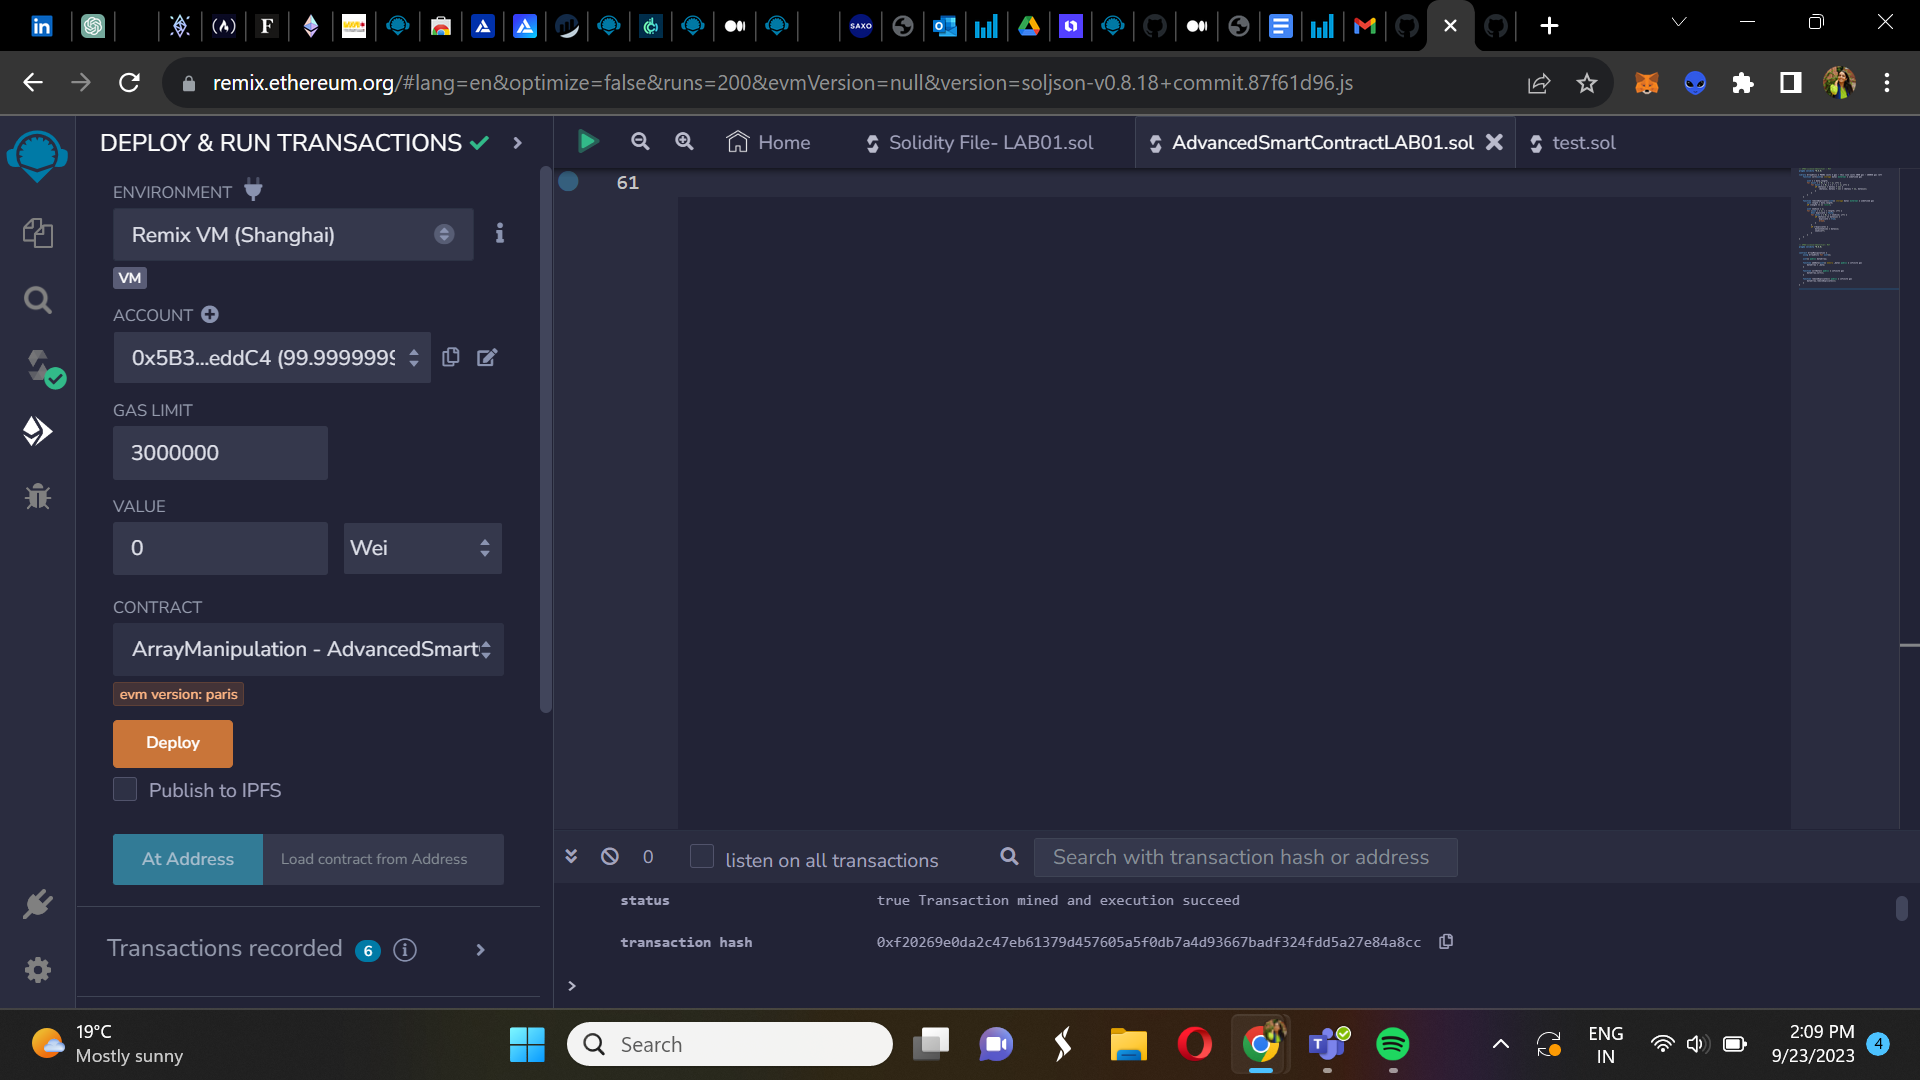 SAXO
remix.ethereum.org/#lang=en&optimize=false&runs=200&evmVersion=null&version=soljson-v0.8.18+commit.87f61d96.js
DEPLOY & RUN TRANSACTIONS
ENVIRONMENT
Remix VM (Shanghai)
VM
ACCOUNT
0x5B3...eddC4 (99.9999999
GAS LIMIT
3000000
VALUE
0
Wei
CONTRACT
ArrayManipulation - AdvancedSmart
evm version: paris
Deploy
Publish to IPFS
At Address
Load contract from Address
Transactions recorded 6
Home
Solidity File- LAB01.sol
AdvancedSmartContractLAB01.sol
test.sol
61
0
listen on all transactions
Search with transaction hash or address
status true Transaction mined and execution succeed
transaction hash 0xf20269e0da2c47eb61379d457605a5f0db7a4d93667badf324fdd5a27e84a8cc
>
19°C
Mostly sunny
Search
ENG
IN
2:09 PM
9/23/2023
4